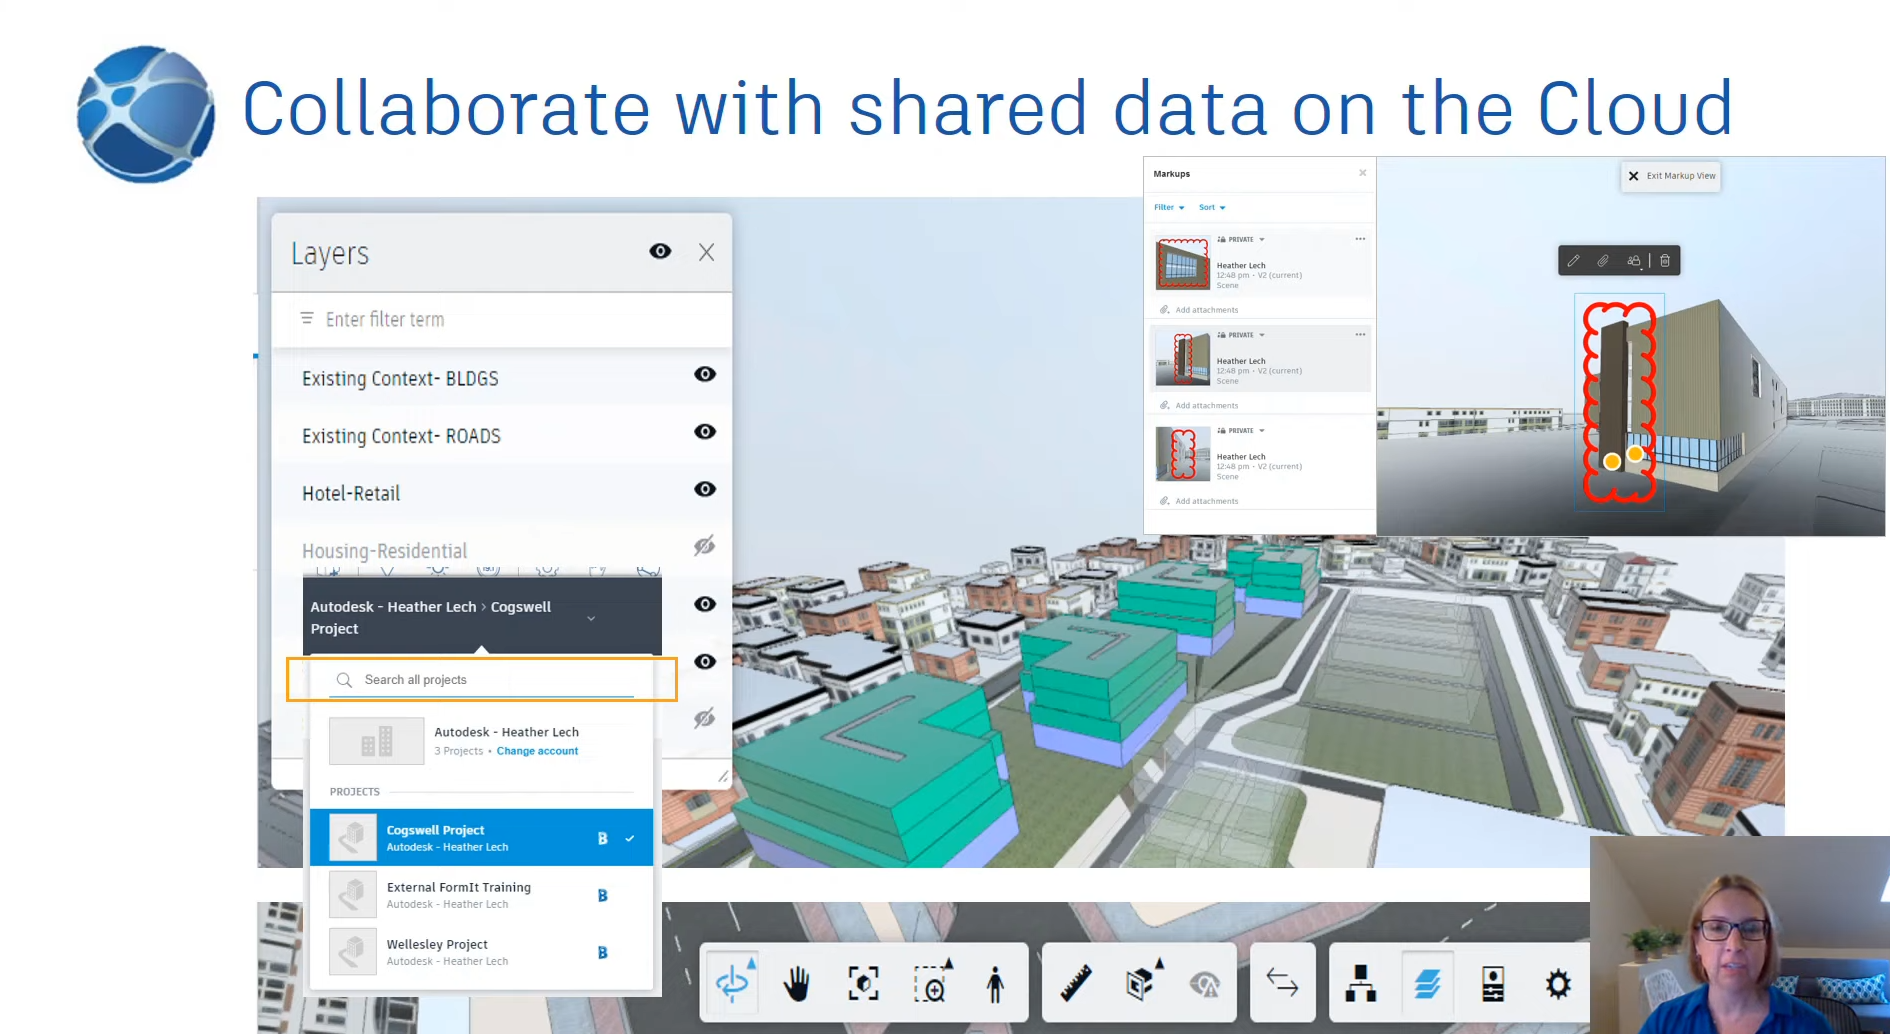 Collaborate with shared data on the Cloud
Layers
Enter filter term
Existing Context- BLDGS
Existing Context- ROADS
Hotel-Retail
Housing-Residential
Autodesk - Heather Lech › Cogswell
Project
Search all projects
Autodesk - Heather Lech
3 Projects • Change account
PROJECTS
Cogswell Project
Autodesk - Heather Lech
B
External FormIt Training
Autodesk - Heather Lech
B
Wellesley Project
Autodesk - Heather Lech
B
Markups
Filter
Sort
PRIVATE
Heather Lech
12:48 pm • V2 (current)
Scene
Add attachments
PRIVATE
Heather Lech
12:48 pm • V2 (current)
Scene
Add attachments
PRIVATE
Heather Lech
12:48 pm • V2 (current)
Scene
Add attachments
Exit Markup View